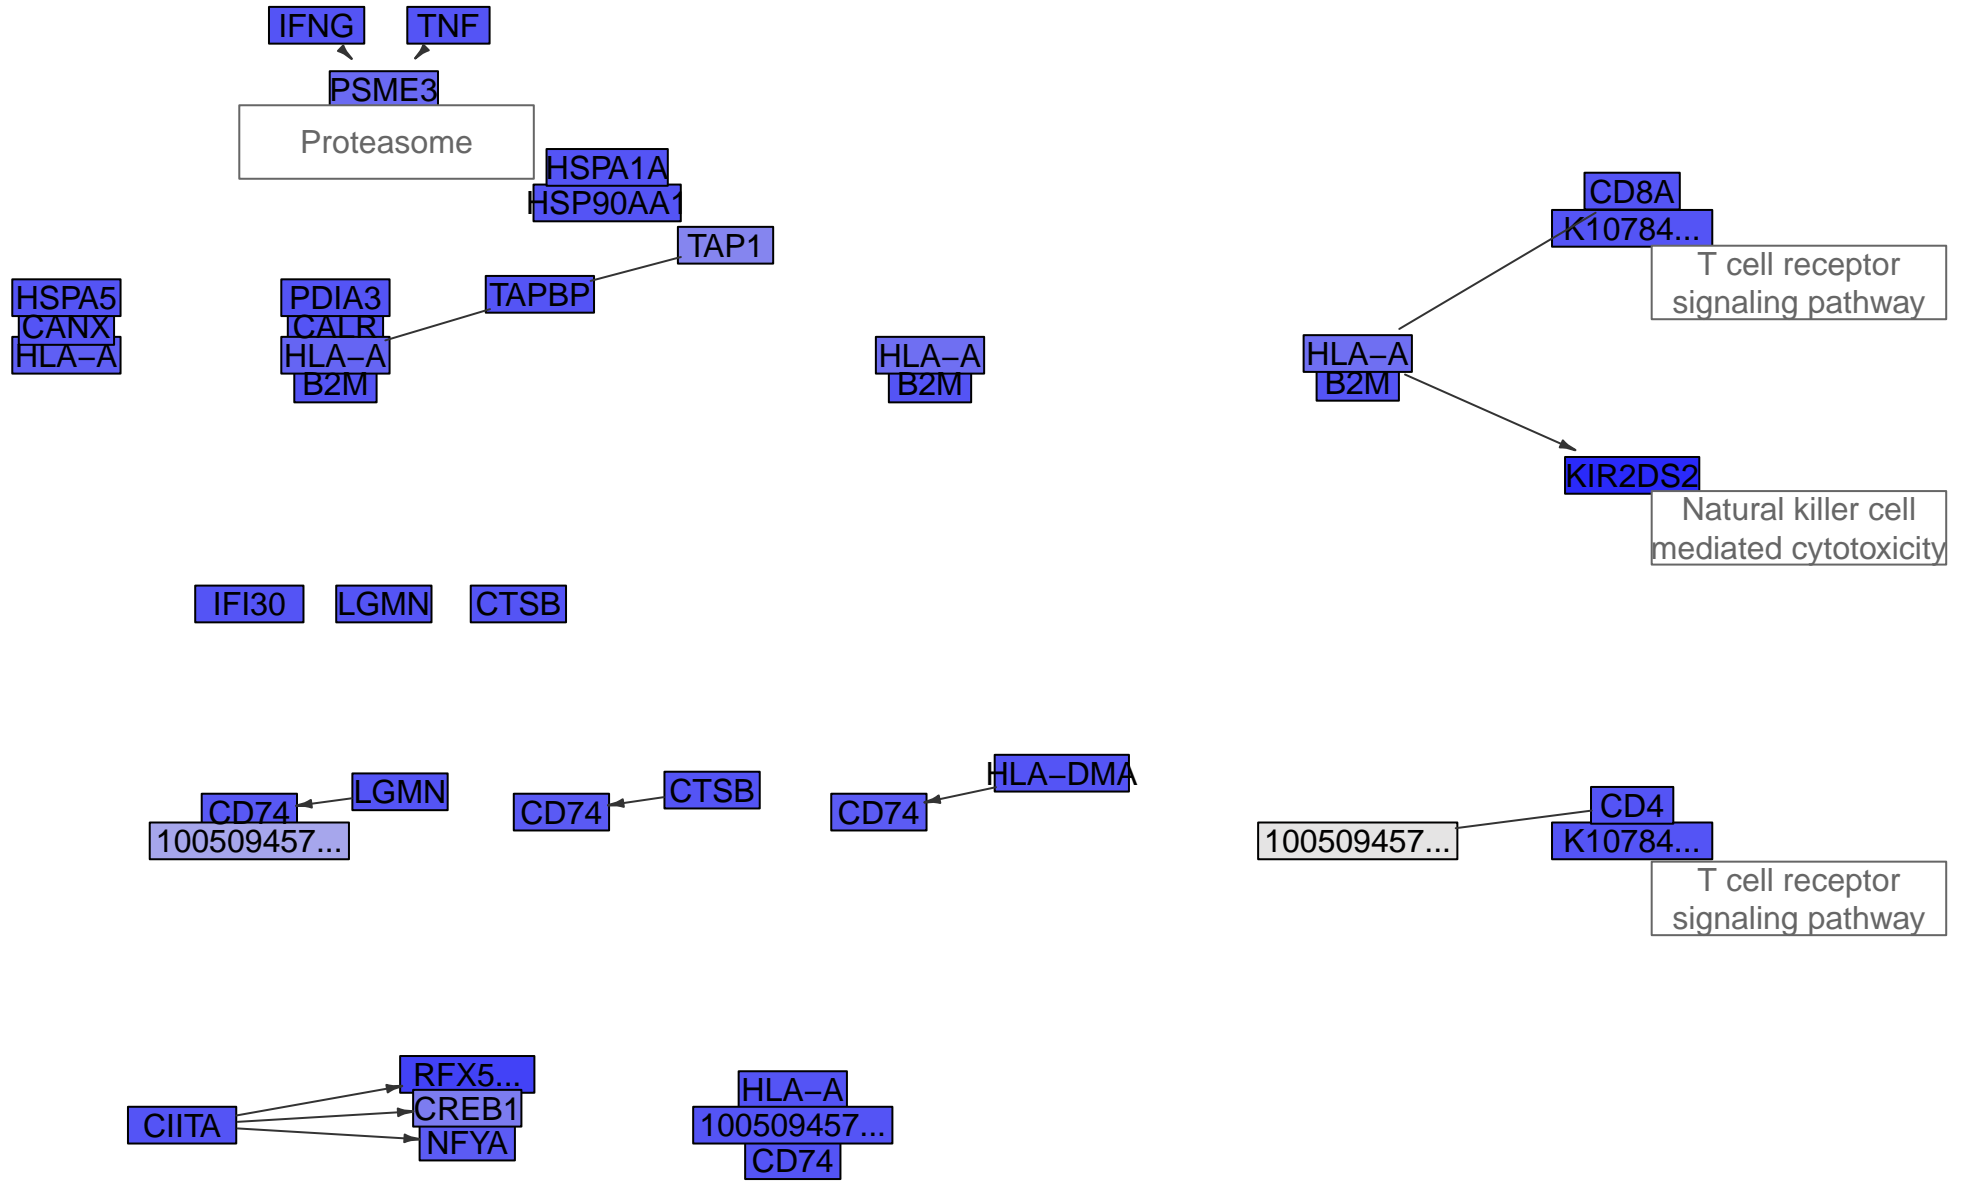 IFNG
TNF
PSME3
Proteasome
HSPA1A
HSP90AA1
TAP1
TAPBP
HSPA5
CANX
HLA−A
PDIA3
CALR
HLA−A
B2M
HLA−A
B2M
CD8A
K10784...
T cell receptor
signaling pathway
HLA−A
B2M
KIR2DS2
Natural killer cell
mediated cytotoxicity
IFI30
LGMN
CTSB
CD74
LGMN
100509457...
CD74
CTSB
CD74
HLA−DMA
100509457...
CD4
K10784...
T cell receptor
signaling pathway
CIITA
RFX5...
CREB1
NFYA
HLA−A
100509457...
CD74